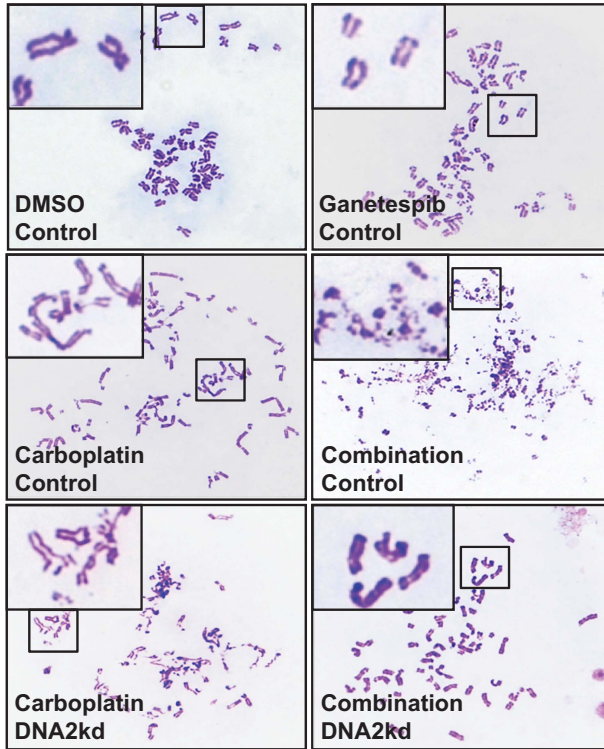 DMSO
Control
Ganetespib
Control
Carboplatin
Control
Combination
Control
Carboplatin
DNA2kd
Combination
DNA2kd